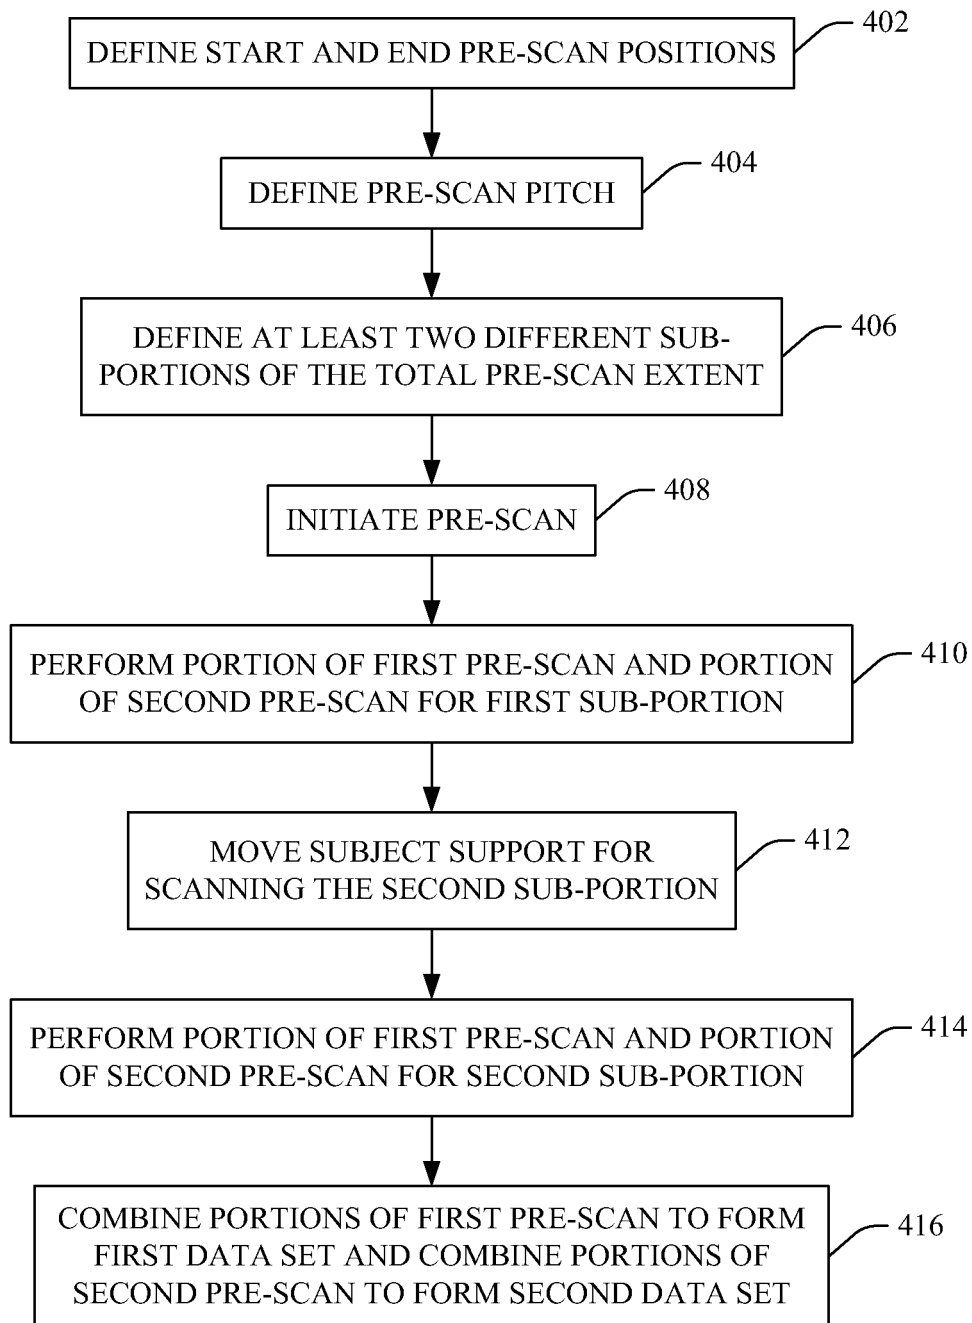 402
DEFINE START AND END PRE-SCAN POSITIONS
404
DEFINE PRE-SCAN PITCH
406
DEFINE AT LEAST TWO DIFFERENT SUB-
PORTIONS OF THE TOTAL PRE-SCAN EXTENT
408
INITIATE PRE-SCAN
410
PERFORM PORTION OF FIRST PRE-SCAN AND PORTION
OF SECOND PRE-SCAN FOR FIRST SUB-PORTION
412
MOVE SUBJECT SUPPORT FOR
SCANNING THE SECOND SUB-PORTION
414
PERFORM PORTION OF FIRST PRE-SCAN AND PORTION
OF SECOND PRE-SCAN FOR SECOND SUB-PORTION
416
COMBINE PORTIONS OF FIRST PRE-SCAN TO FORM
FIRST DATA SET AND COMBINE PORTIONS OF
SECOND PRE-SCAN TO FORM SECOND DATA SET